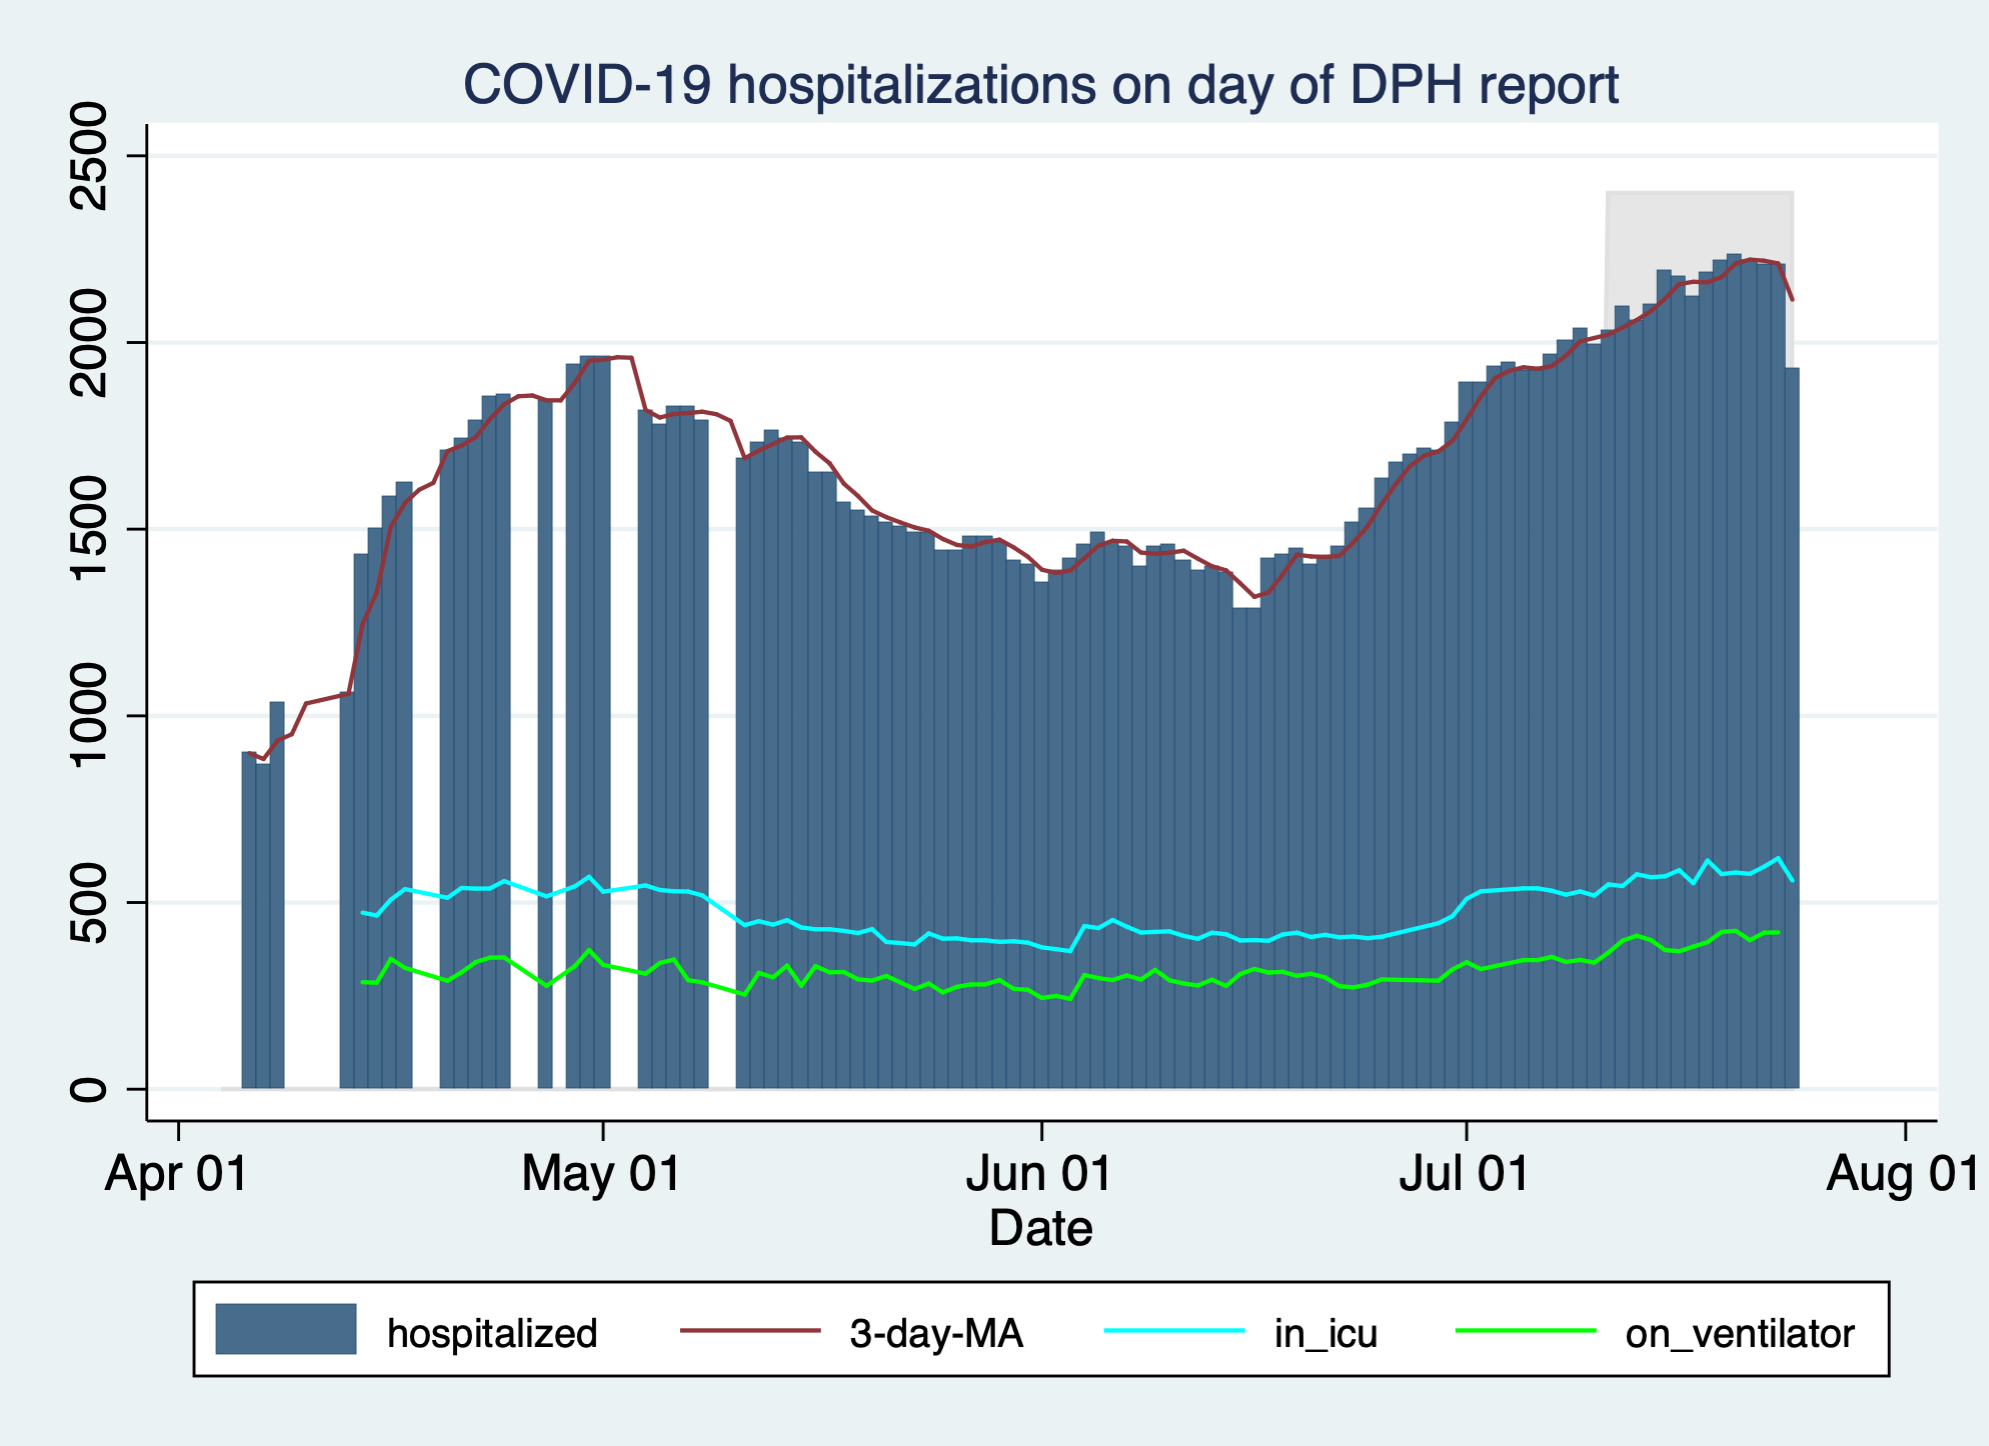 COVID-19 hospitalizations on day of DPH report
2500
2000
1500
1000
500
0
Apr 01 May 01 Jun 01 Jul 01 Aug 01
Date
hospitalized 3-day-MA in_icu on_ventilator